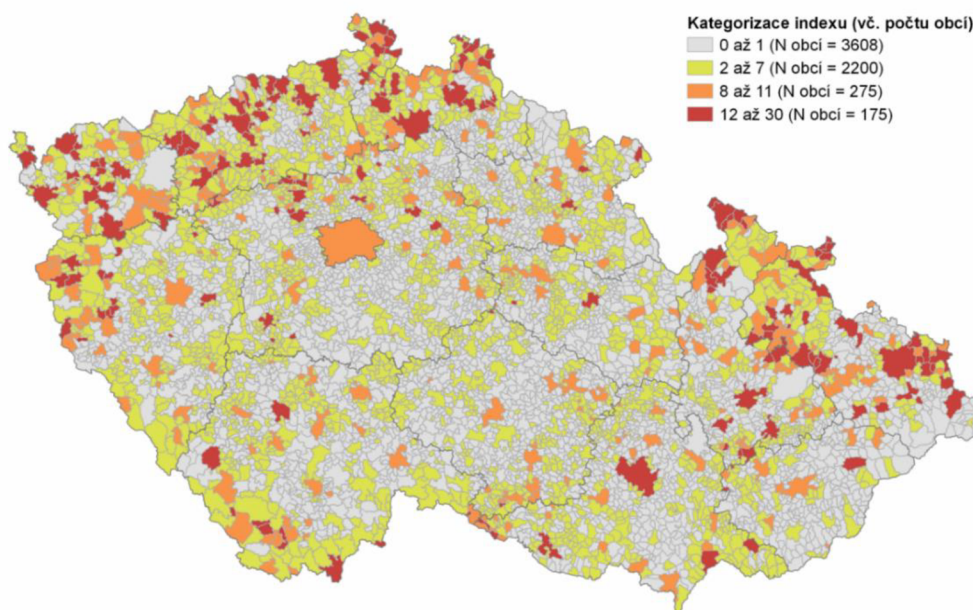 Kategorizace indexu (vč. počtu obcí)
0 až 1 (N obcí = 3608)
2 až 7 (N obcí = 2200)
8 až 11 (N obcí = 275)
12 až 30 (N obcí = 175)